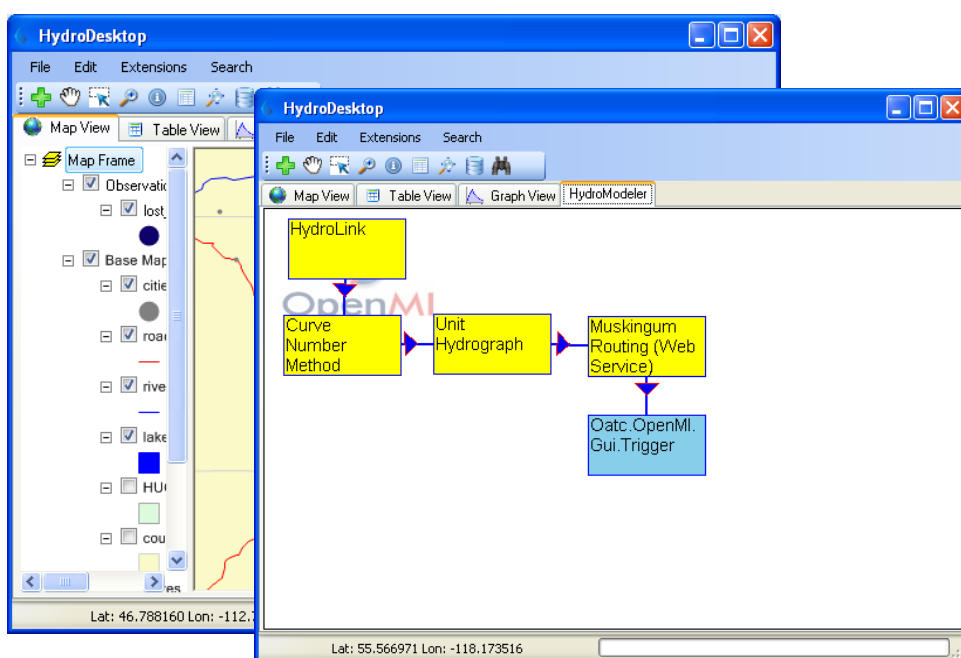 HydroDesktop
File Edit Extensions Search
Map View Table View
Map Frame
Observatic
lost_
Base Map
citie
road
rive
lake
HU
cou
es
Lat: 46.788160 Lon: -112.
HydroDesktop
File Edit Extensions Search
Map View Table View Graph View HydroModeler
HydroLink
OpenMI
Curve
Number
Method
Unit
Hydrograph
Muskingum
Routing (Web
Service)
Oatc.OpenMI.
Gui.Trigger
Lat: 55.566971 Lon: -118.173516